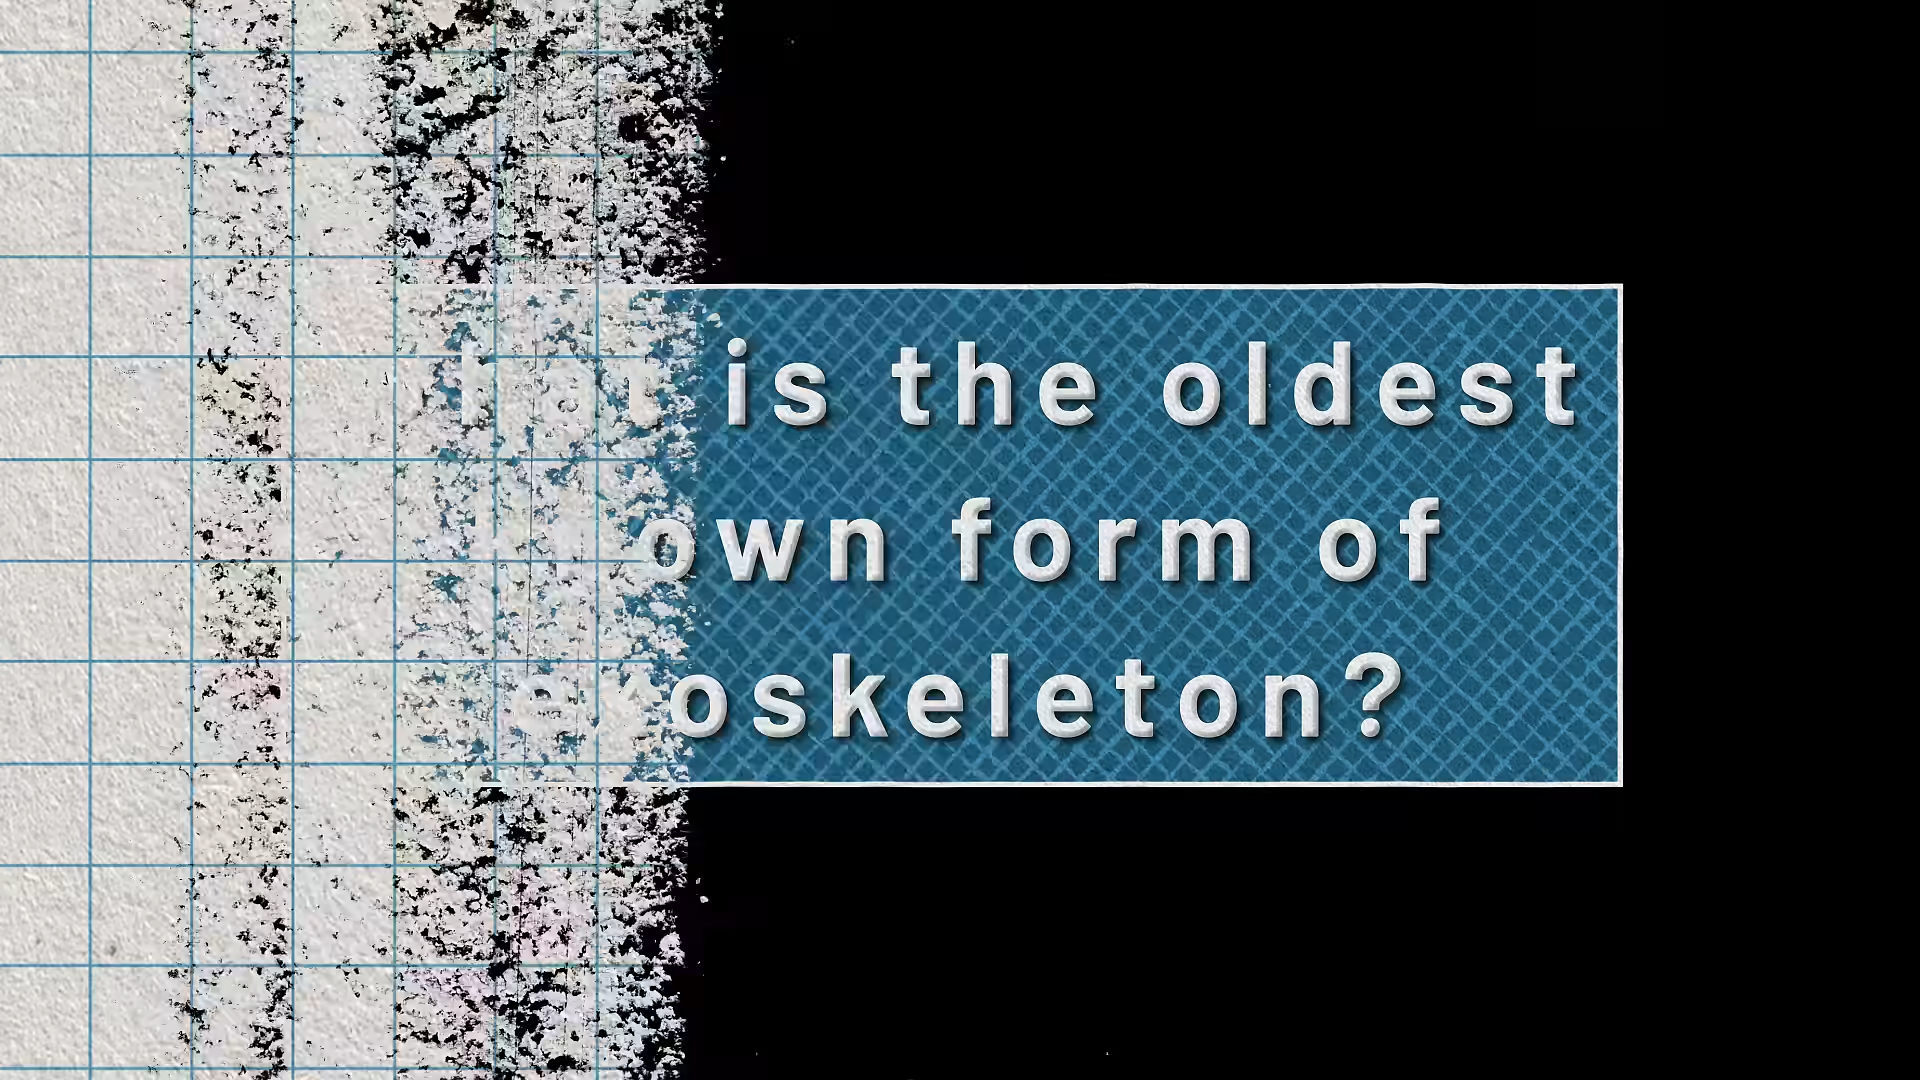 is the oldest
own form of
oskeleton?